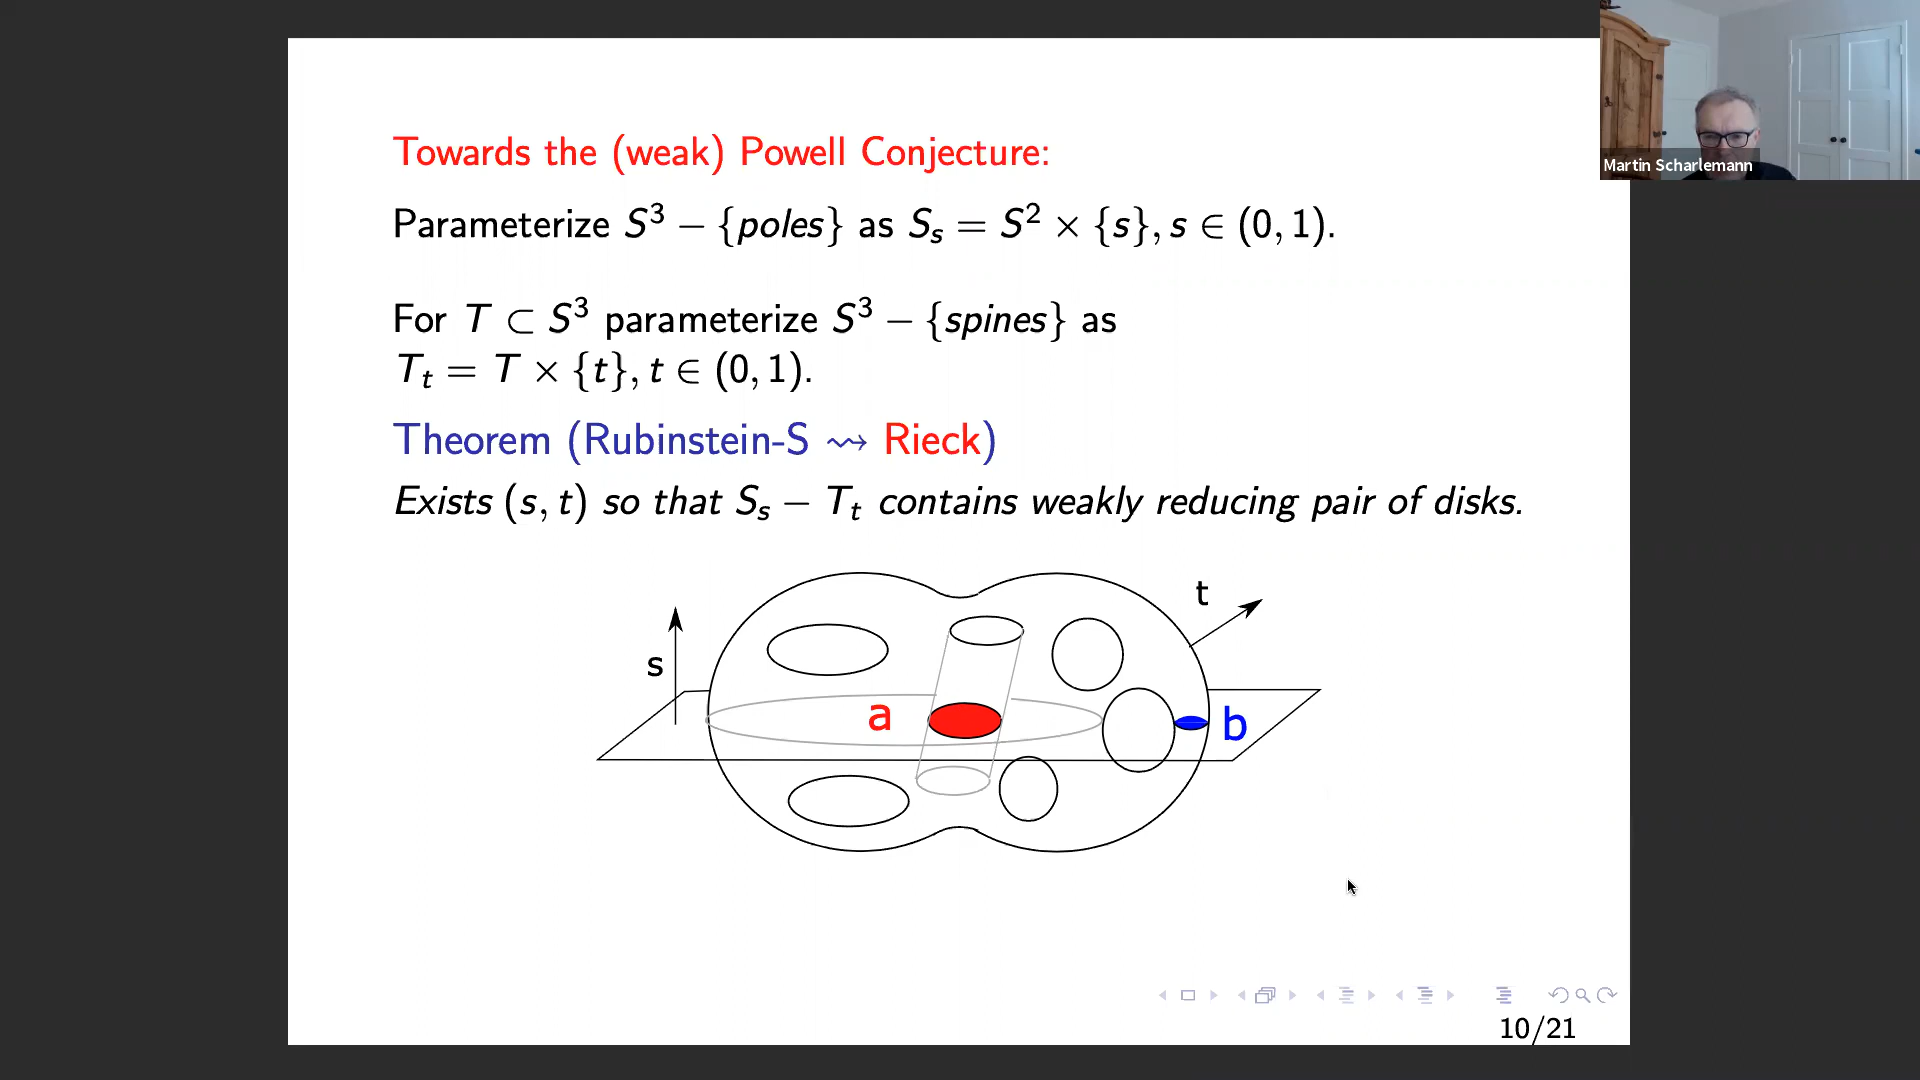 Towards the (weak) Powell Conjecture:
Parameterize S³ − {poles} as Sₛ = S² × {s}, s ∈ (0, 1).
For T ⊂ S³ parameterize S³ − {spines} as
Tₜ = T × {t}, t ∈ (0, 1).
Theorem (Rubinstein-S ⇝ Rieck)
Exists (s, t) so that Sₛ − Tₜ contains weakly reducing pair of disks.
t
s
a
b
10/21
Martin Scharlemann